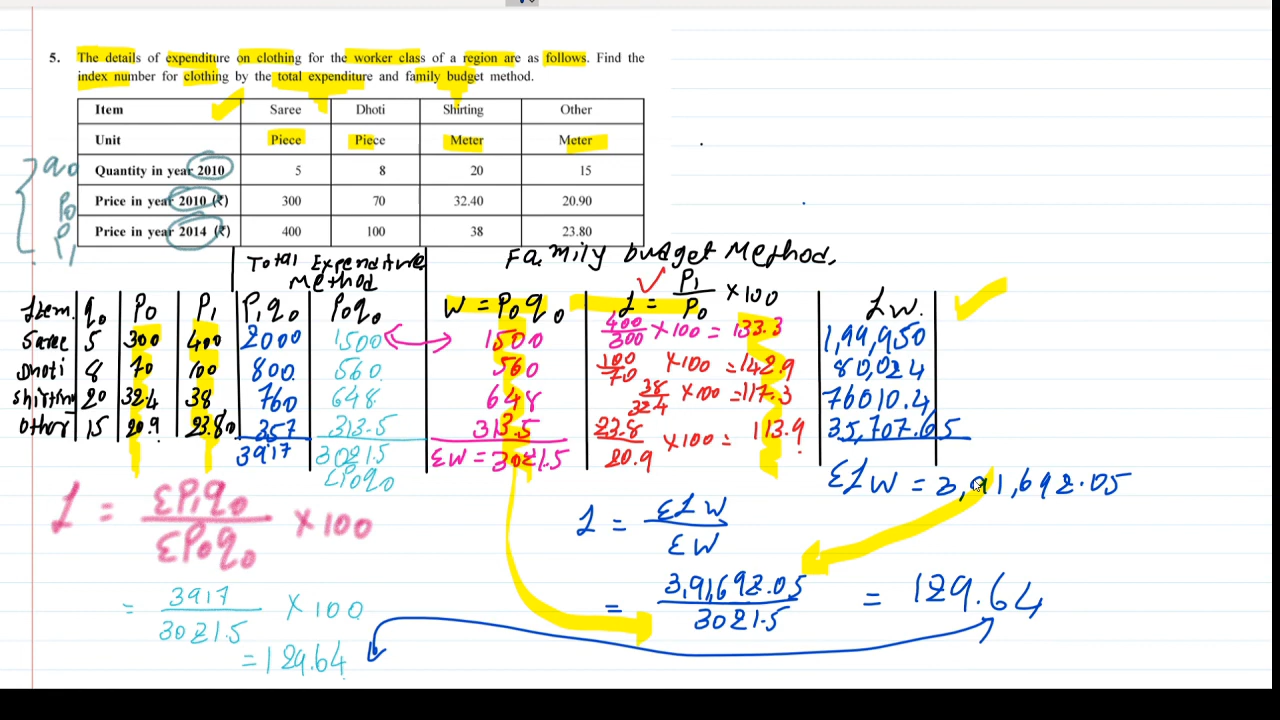 5. The details of expenditure on clothing for the worker class of a region are as follows. Find the
index number for clothing by the total expenditure and family budget method.
Item Saree Dhoti Shirting Other
Unit Piece Piece Meter Meter
q0 Quantity in year 2010 5 8 20 15
P0 Price in year 2010 (₹) 300 70 32.40 20.90
P1 Price in year 2014 (₹) 400 100 38 23.80
Total Expenditure Method Family budget Method.
Item q0 P0 P1 P1q0 P0q0 W = P0q0 I = P1/P0 × 100 IW.
Saree 5 300 400 2000 1500 1500 400/300 × 100 = 133.3 1,99,950
Dhoti 8 70 100 800 560 560 100/70 × 100 = 142.9 80,024
Shirting 20 32.4 38 760 648 648 38/32.4 × 100 = 117.3 76010.4
Other 15 20.9 23.80 357 313.5 313.5 23.8/20.9 × 100 = 113.9 35,707.65
3917 3021.5 ΣW = 3021.5 ΣIW = 3,91,692.05
ΣP0q0
I = ΣP1q0/ΣP0q0 × 100
= 3917/3021.5 × 100
= 129.64
I = ΣIW/ΣW
= 3,91,692.05/3021.5 = 129.64